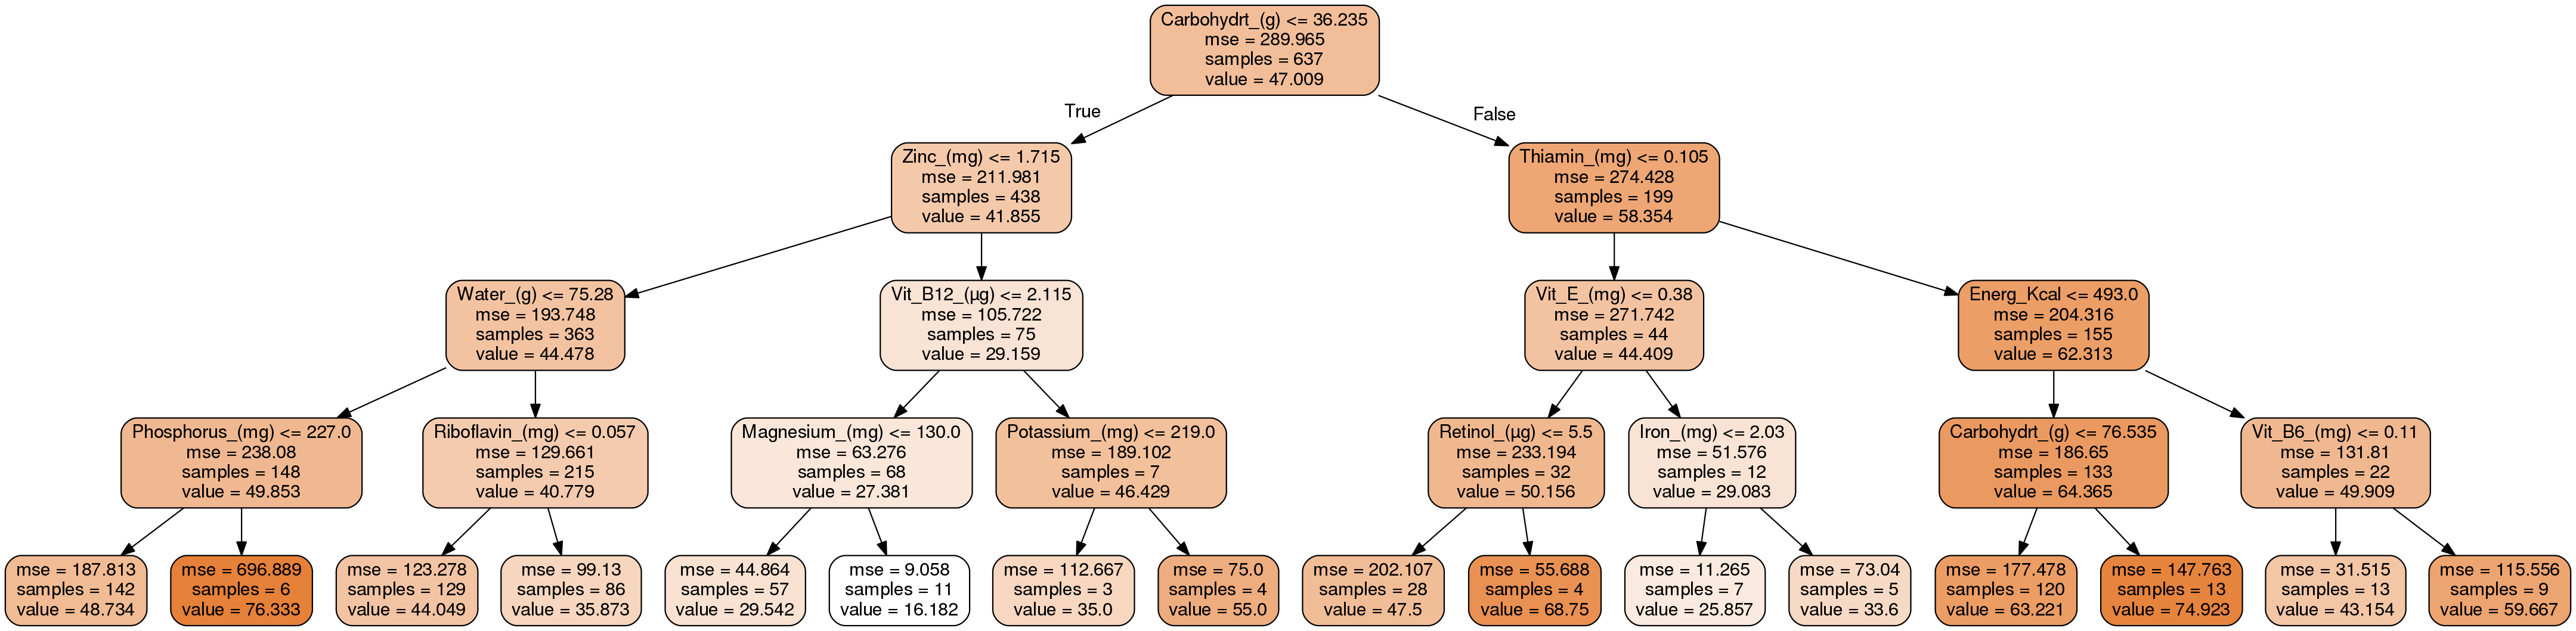 Carbohydrt_(g) <= 36.235
mse = 289.965
samples = 637
value = 47.009
True
False
Zinc_(mg) <= 1.715
mse = 211.981
samples = 438
value = 41.855
Thiamin_(mg) <= 0.105
mse = 274.428
samples = 199
value = 58.354
Water_(g) <= 75.28
mse = 193.748
samples = 363
value = 44.478
Vit_B12_(µg) <= 2.115
mse = 105.722
samples = 75
value = 29.159
Vit_E_(mg) <= 0.38
mse = 271.742
samples = 44
value = 44.409
Energ_Kcal <= 493.0
mse = 204.316
samples = 155
value = 62.313
Phosphorus_(mg) <= 227.0
mse = 238.08
samples = 148
value = 49.853
Riboflavin_(mg) <= 0.057
mse = 129.661
samples = 215
value = 40.779
Magnesium_(mg) <= 130.0
mse = 63.276
samples = 68
value = 27.381
Potassium_(mg) <= 219.0
mse = 189.102
samples = 7
value = 46.429
Retinol_(µg) <= 5.5
mse = 233.194
samples = 32
value = 50.156
Iron_(mg) <= 2.03
mse = 51.576
samples = 12
value = 29.083
Carbohydrt_(g) <= 76.535
mse = 186.65
samples = 133
value = 64.365
Vit_B6_(mg) <= 0.11
mse = 131.81
samples = 22
value = 49.909
mse = 187.813
samples = 142
value = 48.734
mse = 696.889
samples = 6
value = 76.333
mse = 123.278
samples = 129
value = 44.049
mse = 99.13
samples = 86
value = 35.873
mse = 44.864
samples = 57
value = 29.542
mse = 9.058
samples = 11
value = 16.182
mse = 112.667
samples = 3
value = 35.0
mse = 75.0
samples = 4
value = 55.0
mse = 202.107
samples = 28
value = 47.5
mse = 55.688
samples = 4
value = 68.75
mse = 11.265
samples = 7
value = 25.857
mse = 73.04
samples = 5
value = 33.6
mse = 177.478
samples = 120
value = 63.221
mse = 147.763
samples = 13
value = 74.923
mse = 31.515
samples = 13
value = 43.154
mse = 115.556
samples = 9
value = 59.667